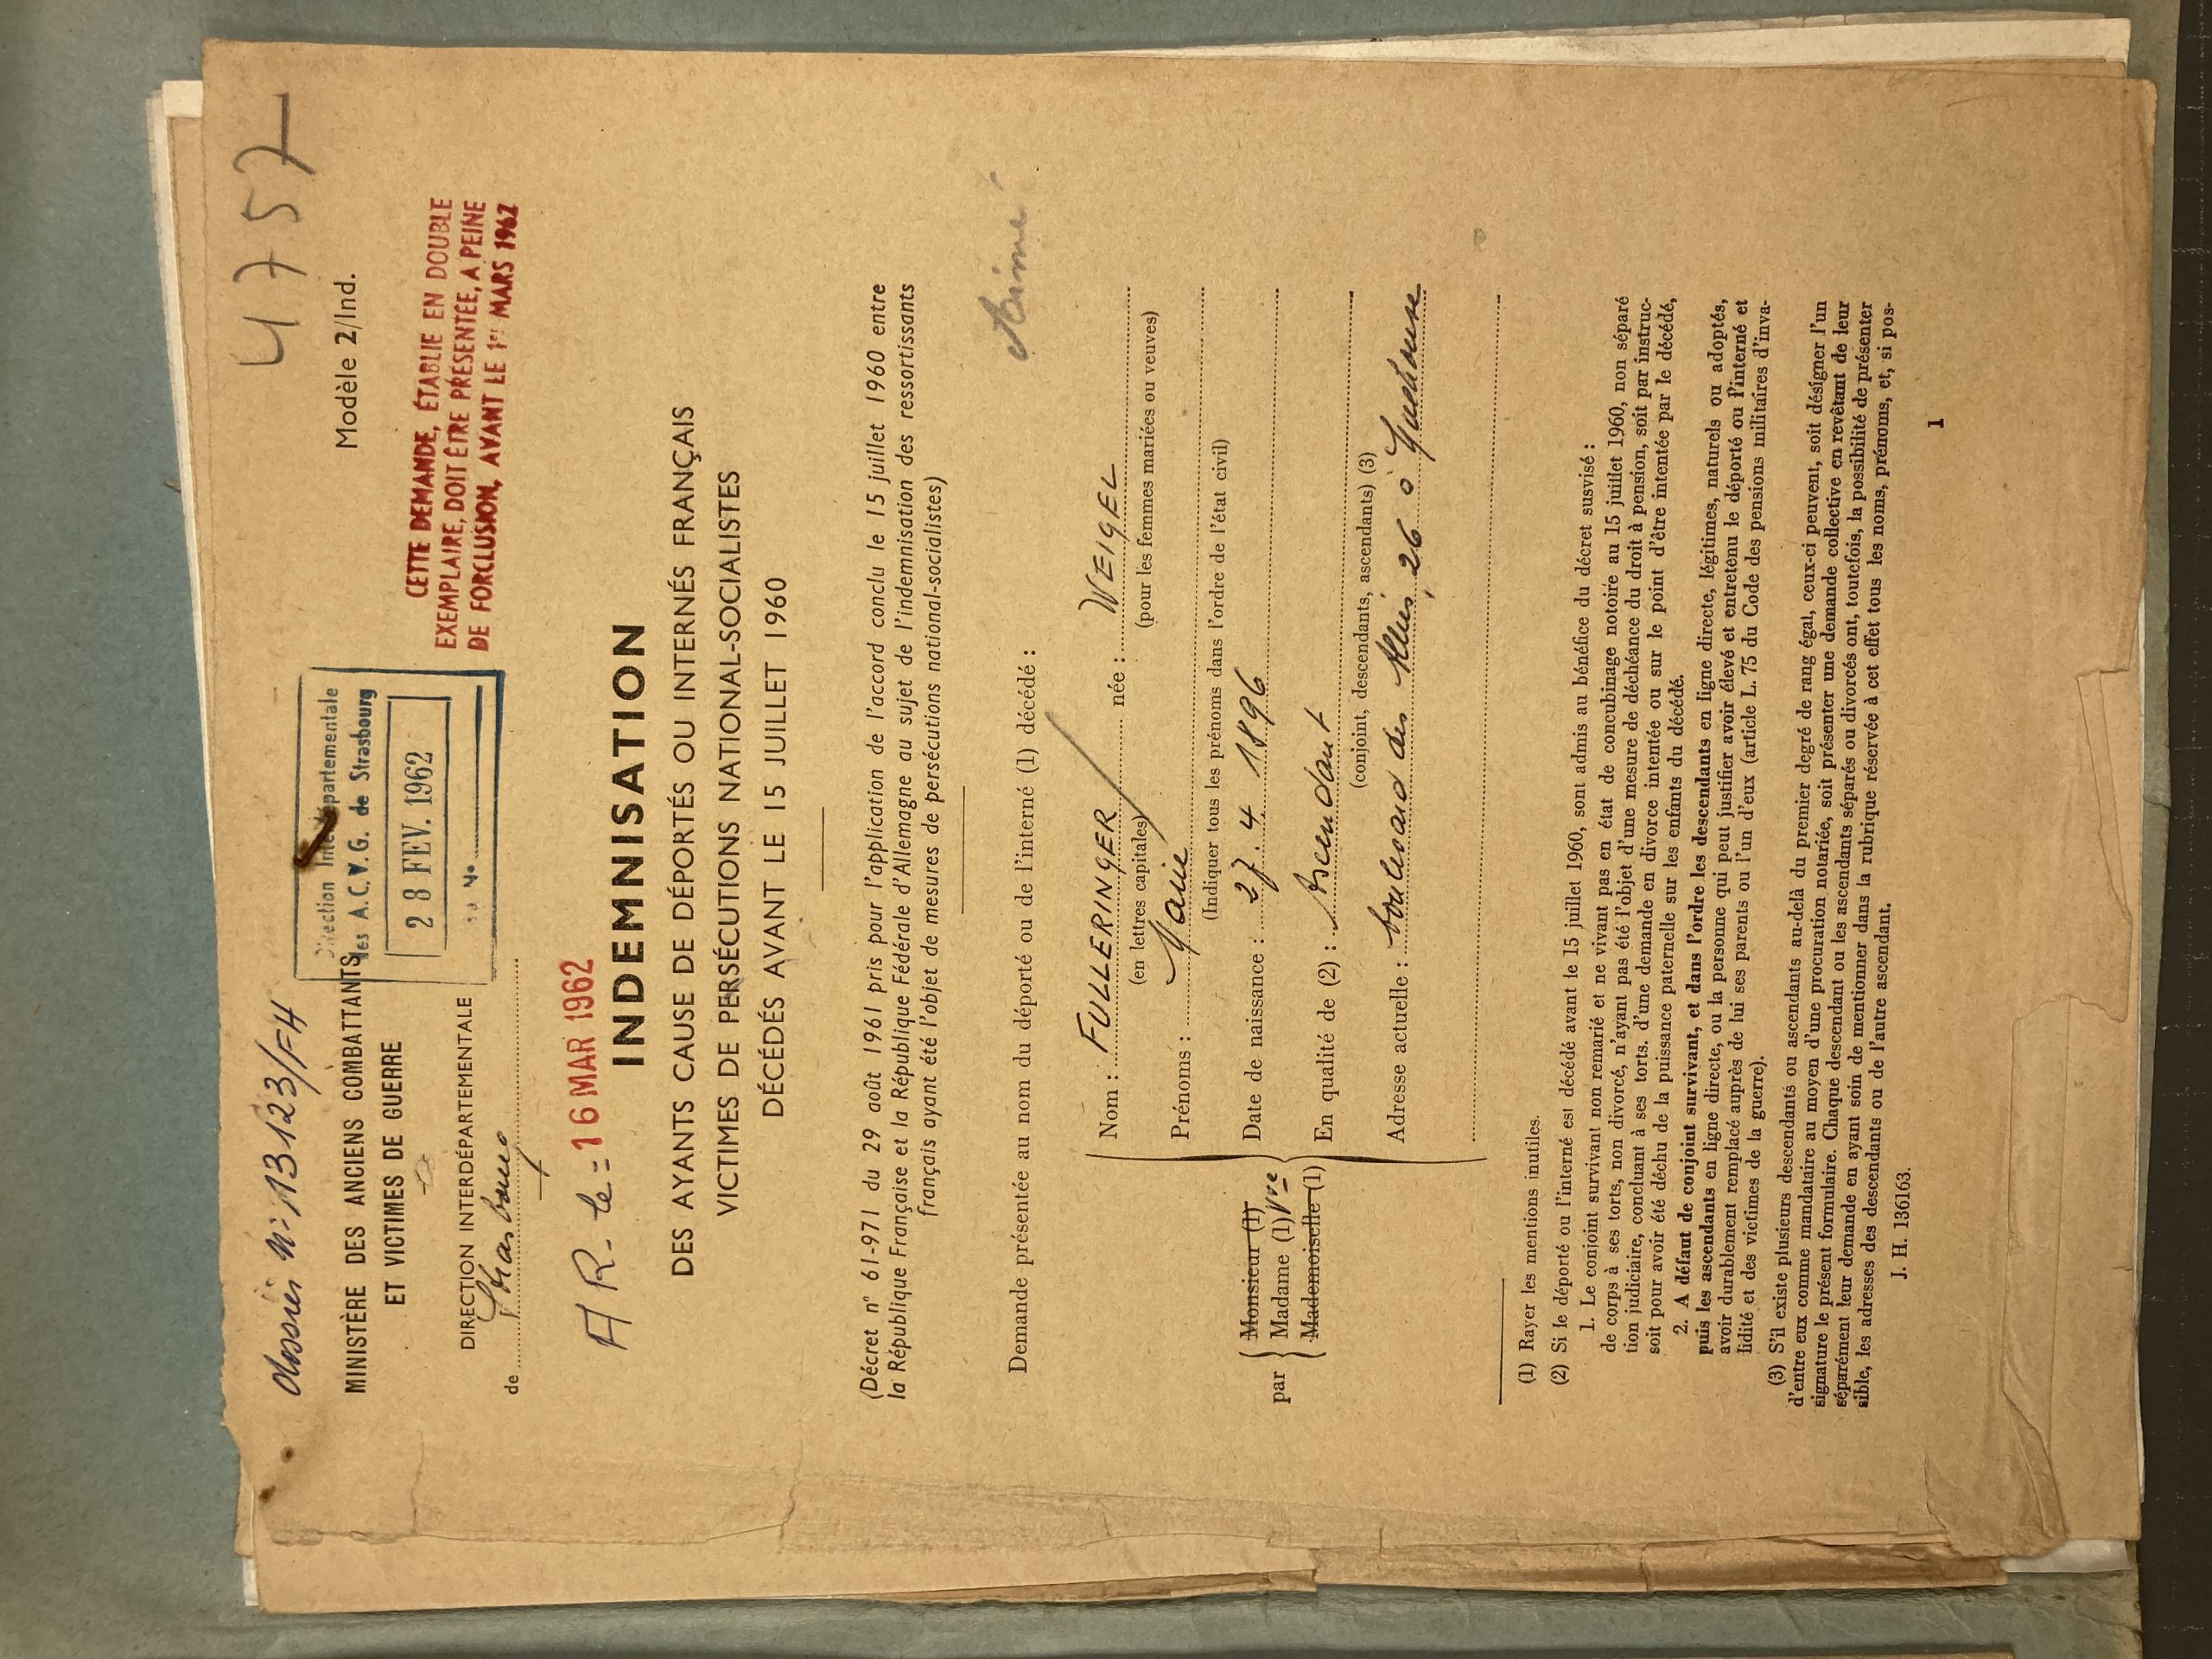 4757
Dossier N° 13123/FH
MINISTÈRE DES ANCIENS COMBATTANTS
ET VICTIMES DE GUERRE
DIRECTION INTERDÉPARTEMENTALE
de Strasbourg
Direction Interdépartementale
des A.C.V.G. de Strasbourg
28 FEV. 1962
N°
Modèle 2/Ind.
CETTE DEMANDE, ÉTABLIE EN DOUBLE
EXEMPLAIRE, DOIT ÊTRE PRÉSENTÉE, A PEINE
DE FORCLUSION, AVANT LE 1er MARS 1962
AR - le = 16 MAR 1962
INDEMNISATION
DES AYANTS CAUSE DE DÉPORTÉS OU INTERNÉS FRANÇAIS
VICTIMES DE PERSÉCUTIONS NATIONAL-SOCIALISTES
DÉCÉDÉS AVANT LE 15 JUILLET 1960
(Décret n° 61-971 du 29 août 1961 pris pour l'application de l'accord conclu le 15 juillet 1960 entre
la République Française et la République Fédérale d'Allemagne au sujet de l'indemnisation des ressortissants
français ayant été l'objet de mesures de persécutions national-socialistes)
Demande présentée au nom du déporté ou de l'interné (1) décédé :
par
Monsieur (1)
Madame (1) Vve
Mademoiselle (1)
Nom : FULLERINGER née : WEIGEL
(en lettres capitales) (pour les femmes mariées ou veuves)
Prénoms : Marie
(Indiquer tous les prénoms dans l'ordre de l'état civil)
Date de naissance : 27.4 1896
En qualité de (2) : Ascendant
(conjoint, descendants, ascendants) (3)
Adresse actuelle : boulevard des Alliés, 26 à
(1) Rayer les mentions inutiles.
(2) Si le déporté ou l'interné est décédé avant le 15 juillet 1960, sont admis au bénéfice du décret susvisé :
1. Le conjoint survivant non remarié et ne vivant pas en état de concubinage notoire au 15 juillet 1960, non séparé
de corps à ses torts, non divorcé, n'ayant pas été l'objet d'une mesure de déchéance du droit à pension, soit par instruc-
tion judiciaire, concluant à ses torts. d'une demande en divorce intentée ou sur le point d'être intentée par le décédé,
soit pour avoir été déchu de la puissance paternelle sur les enfants du décédé.
2. A défaut de conjoint survivant, et dans l'ordre les descendants en ligne directe, légitimes, naturels ou adoptés,
puis les ascendants en ligne directe, ou la personne qui peut justifier avoir élevé et entretenu le déporté ou l'interné et
avoir durablement remplacé auprès de lui ses parents ou l'un d'eux (article L. 75 du Code des pensions militaires d'inva-
lidité et des victimes de la guerre).
(3) S'il existe plusieurs descendants ou ascendants au-delà du premier degré de rang égal, ceux-ci peuvent, soit désigner l'un
d'entre eux comme mandataire au moyen d'une procuration notariée, soit présenter une demande collective en revêtant de leur
signature le présent formulaire. Chaque descendant ou les ascendants séparés ou divorcés ont, toutefois, la possibilité de présenter
séparément leur demande en ayant soin de mentionner dans la rubrique réservée à cet effet tous les noms, prénoms, et, si pos-
sible, les adresses des descendants ou de l'autre ascendant.
J. H. 136163.
1